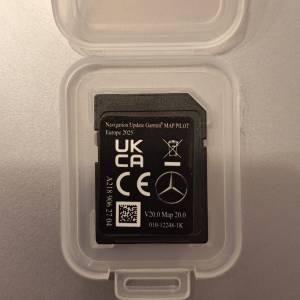 Navigation Update Garmin® MAP PILOT
Europe 2025
UK
CA
CE
A218 906 27 04
V20.0 Map 20.0
010-12248-1K